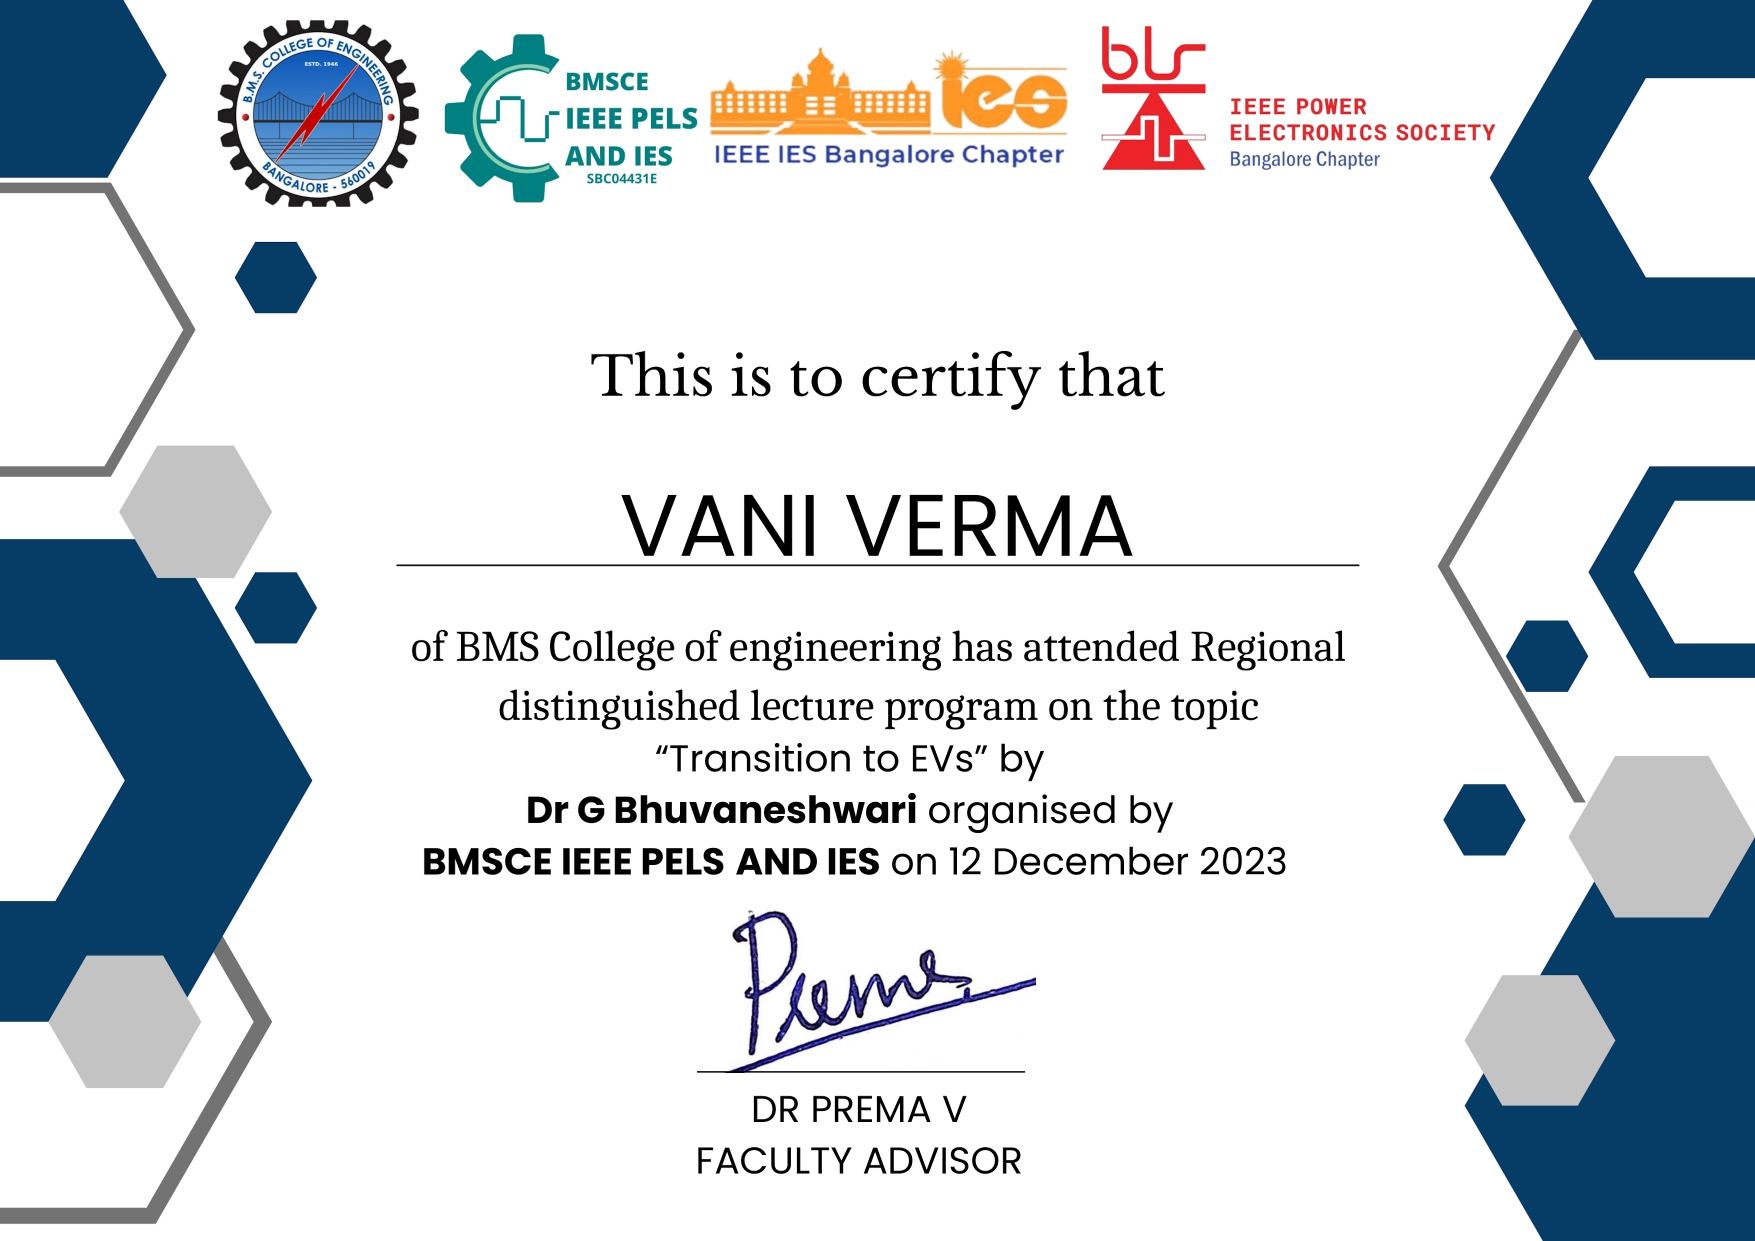 B.M.S. COLLEGE OF ENGINEERING
ESTD. 1946
BANGALORE - 560019
BMSCE
IEEE PELS
AND IES
SBC04431E
ies
IEEE IES Bangalore Chapter
blr
IEEE POWER
ELECTRONICS SOCIETY
Bangalore Chapter
This is to certify that
VANI VERMA
of BMS College of engineering has attended Regional
distinguished lecture program on the topic
“Transition to EVs” by
Dr G Bhuvaneshwari organised by
BMSCE IEEE PELS AND IES on 12 December 2023
Prema
DR PREMA V
FACULTY ADVISOR